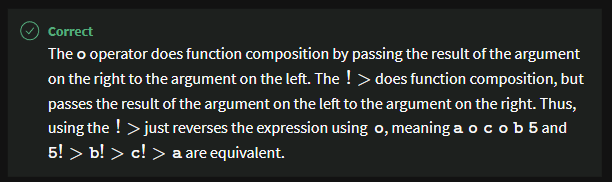 Correct
The o operator does function composition by passing the result of the argument
on the right to the argument on the left. The ! > does function composition, but
passes the result of the argument on the left to the argument on the right. Thus,
using the ! > just reverses the expression using o, meaning a o c o b 5 and
5! > b! > c! > a are equivalent.